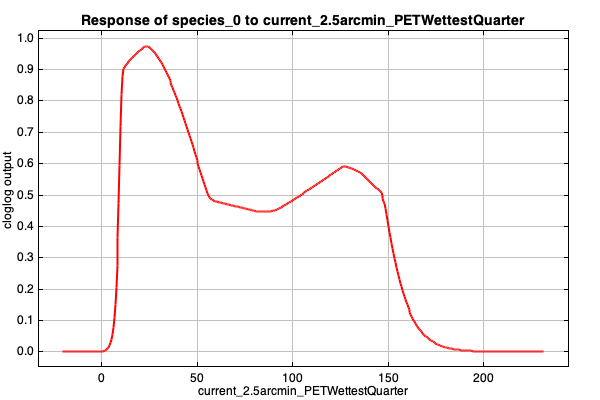 Response of species_0 to current_2.5arcmin_PETWettestQuarter
1.0
0.9
0.8
0.7
0.6
0.5
0.4
0.3
0.2
0.1
0.0
cloglog output
0 50 100 150 200
current_2.5arcmin_PETWettestQuarter